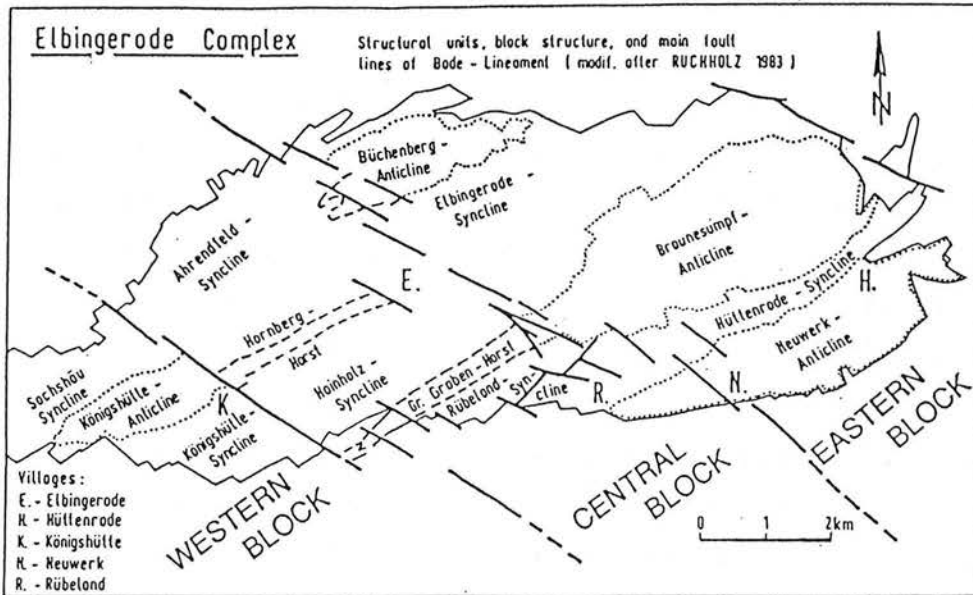 Elbingerode Complex
Structural units, block structure, and main fault
lines of Bode - Lineament ( modif. after RUCHHOLZ 1983 )
N
Büchenberg -
Anticline
Elbingerode -
Syncline
Ahrendfeld -
Syncline
Braunesumpf -
Anticline
E.
H.
Hüttenrode - Syncline
Hornberg -
Horst
Neuwerk -
Anticline
Hainholz -
Syncline
Gr. Graben - Horst
Rübeland - Syn-
cline
R.
N.
Königshütte -
Anticline
K
Königshütte -
Syncline
Syncline
EASTERN
BLOCK
CENTRAL
BLOCK
WESTERN
BLOCK
Villages :
E. - Elbingerode
H. - Hüttenrode
K. - Königshütte
N. - Neuwerk
R. - Rübeland
0 1 2km